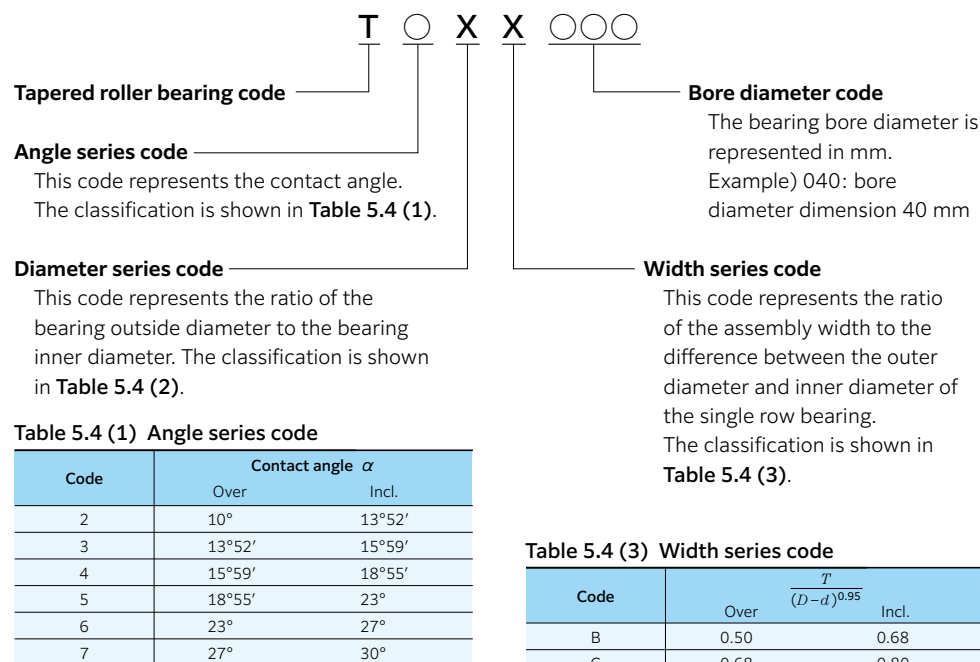 T ○ X X ○○○
Tapered roller bearing code
Angle series code
This code represents the contact angle.
The classification is shown in Table 5.4 (1).
Diameter series code
This code represents the ratio of the
bearing outside diameter to the bearing
inner diameter. The classification is shown
in Table 5.4 (2).
Bore diameter code
The bearing bore diameter is
represented in mm.
Example) 040: bore
diameter dimension 40 mm
Width series code
This code represents the ratio
of the assembly width to the
difference between the outer
diameter and inner diameter of
the single row bearing.
The classification is shown in
Table 5.4 (3).
Table 5.4 (1) Angle series code
Code Contact angle α
Over Incl.
2 10° 13°52′
3 13°52′ 15°59′
4 15°59′ 18°55′
5 18°55′ 23°
6 23° 27°
7 27° 30°
Table 5.4 (3) Width series code
Code T/(D−d)^0.95
Over Incl.
B 0.50 0.68
C 0.68 0.80